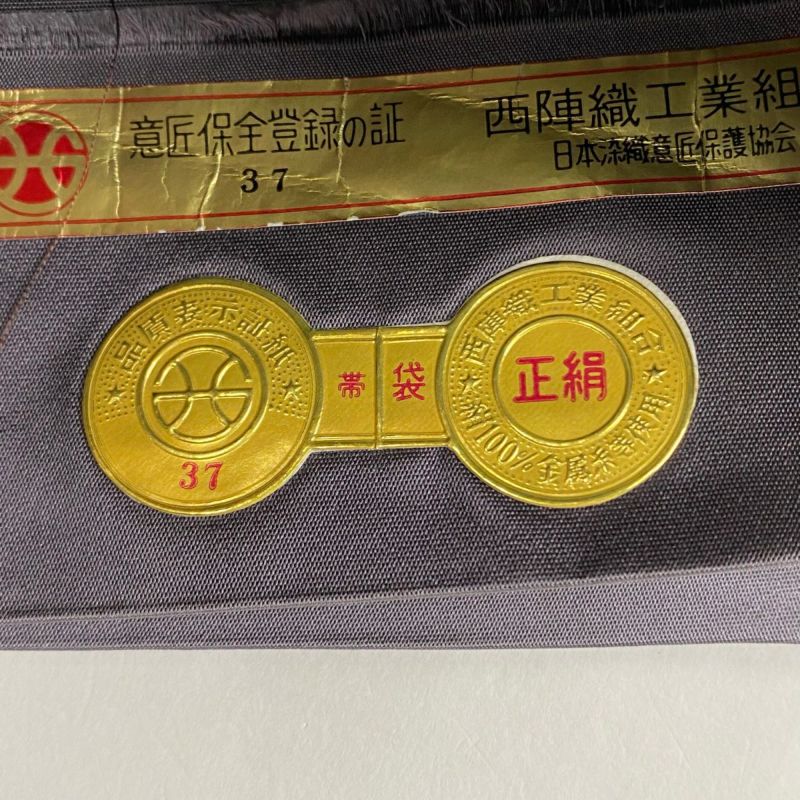 意匠保全登録の証
37
西陣織工業組
日本染織意匠保護協会
品質表示証紙
37
帯
袋
西陣織工業組合
正絹
絹100% 金属糸等使用